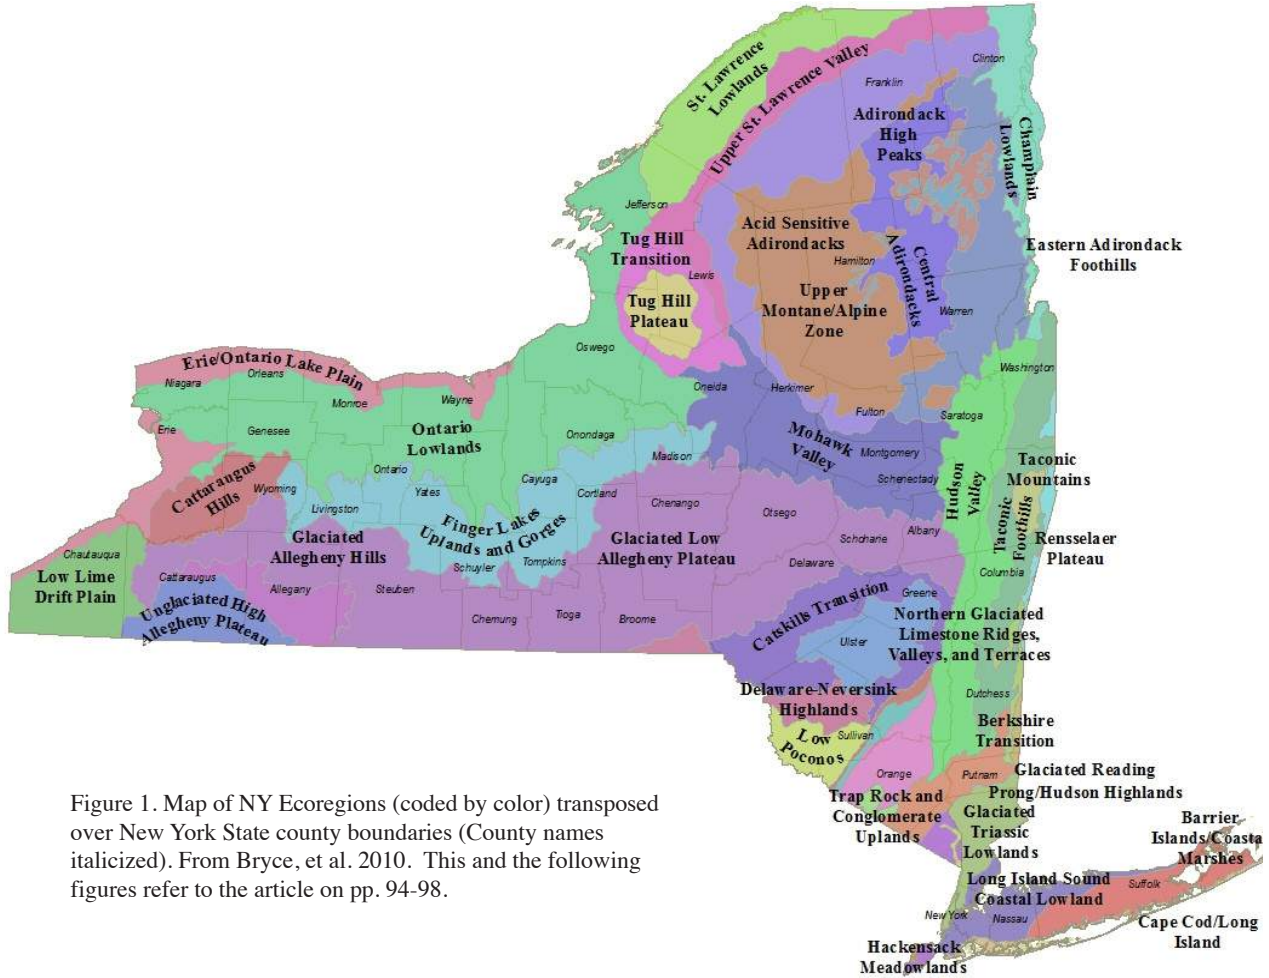 St. Lawrence
Lowlands
Upper St. Lawrence Valley
Clinton
Franklin
Adirondack
High
Peaks
Champlain
Lowlands
Jefferson
Tug Hill
Transition
Lewis
Tug Hill
Plateau
Acid Sensitive
Adirondacks
Hamilton
Upper
Montane/Alpine
Zone
Central
Adirondacks
Warren
Eastern Adirondack
Foothills
Erie/Ontario Lake Plain
Niagara
Orleans
Monroe
Wayne
Oswego
Oneida
Herkimer
Fulton
Saratoga
Washington
Erie
Genesee
Ontario
Lowlands
Onondaga
Madison
Mohawk
Valley
Montgomery
Schenectady
Hudson
Valley
Taconic
Mountains
Taconic
Foothills
Rensselaer
Plateau
Cattaraugus
Hills
Wyoming
Livingston
Ontario
Yates
Cayuga
Cortland
Chenango
Otsego
Schoharie
Albany
Finger Lakes
Uplands and Gorges
Glaciated
Allegheny Hills
Glaciated Low
Allegheny Plateau
Schuyler
Tompkins
Delaware
Columbia
Greene
Chautauqua
Low Lime
Drift Plain
Cattaraugus
Allegany
Steuben
Chemung
Tioga
Broome
Unglaciated High
Allegheny Plateau
Catskills Transition
Ulster
Northern Glaciated
Limestone Ridges,
Valleys, and Terraces
Delaware-Neversink
Highlands
Low
Poconos
Sullivan
Dutchess
Berkshire
Transition
Orange
Putnam
Glaciated Reading
Prong/Hudson Highlands
Trap Rock and
Conglomerate
Uplands
Glaciated
Triassic
Lowlands
Barrier
Islands/Coasta
Marshes
Long Island Sound
Coastal Lowland
Suffolk
New York
Nassau
Cape Cod/Long
Island
Hackensack
Meadowlands
Figure 1. Map of NY Ecoregions (coded by color) transposed
over New York State county boundaries (County names
italicized). From Bryce, et al. 2010. This and the following
figures refer to the article on pp. 94-98.